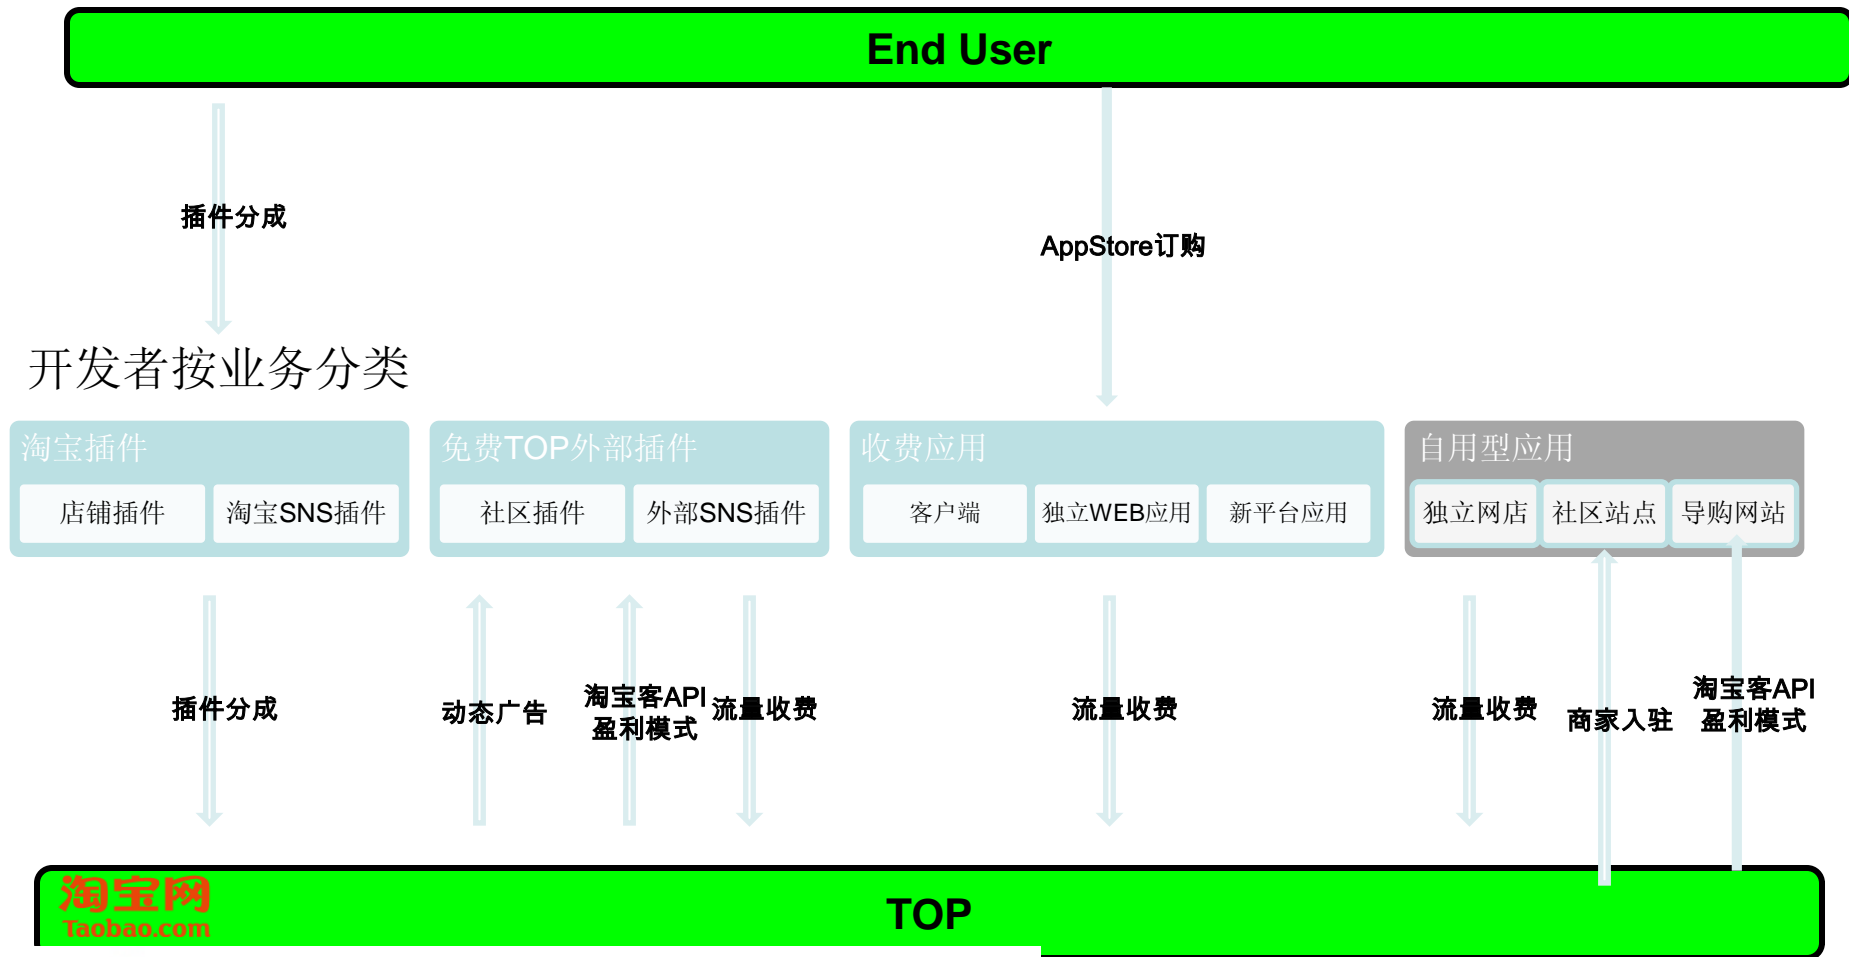 End User
插件分成
AppStore订购
开发者按业务分类
淘宝插件
店铺插件
淘宝SNS插件
免费TOP外部插件
社区插件
外部SNS插件
收费应用
客户端
独立WEB应用
新平台应用
自用型应用
独立网店
社区站点
导购网站
插件分成
动态广告
淘宝客API
盈利模式
流量收费
流量收费
流量收费
商家入驻
淘宝客API
盈利模式
淘宝网
Taobao.com
TOP